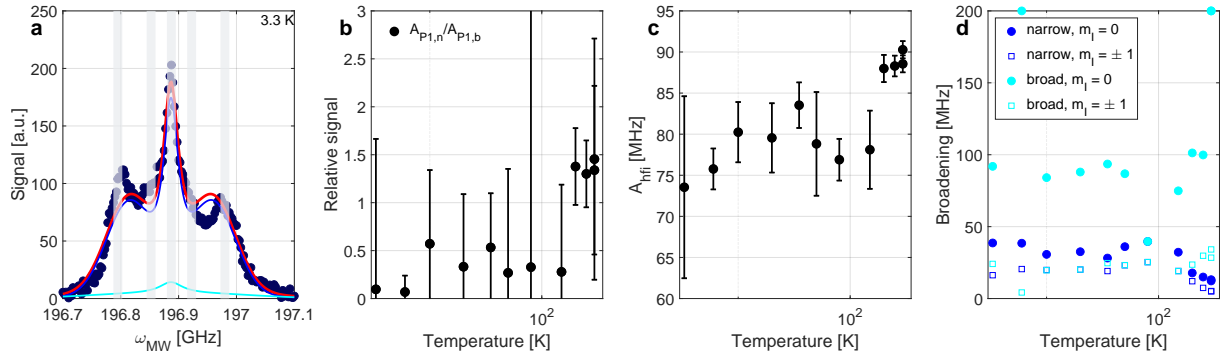 a
3.3 K
250
200
150
100
50
0
Signal [a.u.]
196.7 196.8 196.9 197 197.1
ω_MW [GHz]
b
A_P1,n/A_P1,b
3
2.5
2
1.5
1
0.5
0
Relative signal
10^2
Temperature [K]
c
95
90
85
80
75
70
65
60
A_hfi [MHz]
10^2
Temperature [K]
d
narrow, m_I = 0
narrow, m_I = ± 1
broad, m_I = 0
broad, m_I = ± 1
200
150
100
50
0
Broadening [MHz]
10^2
Temperature [K]